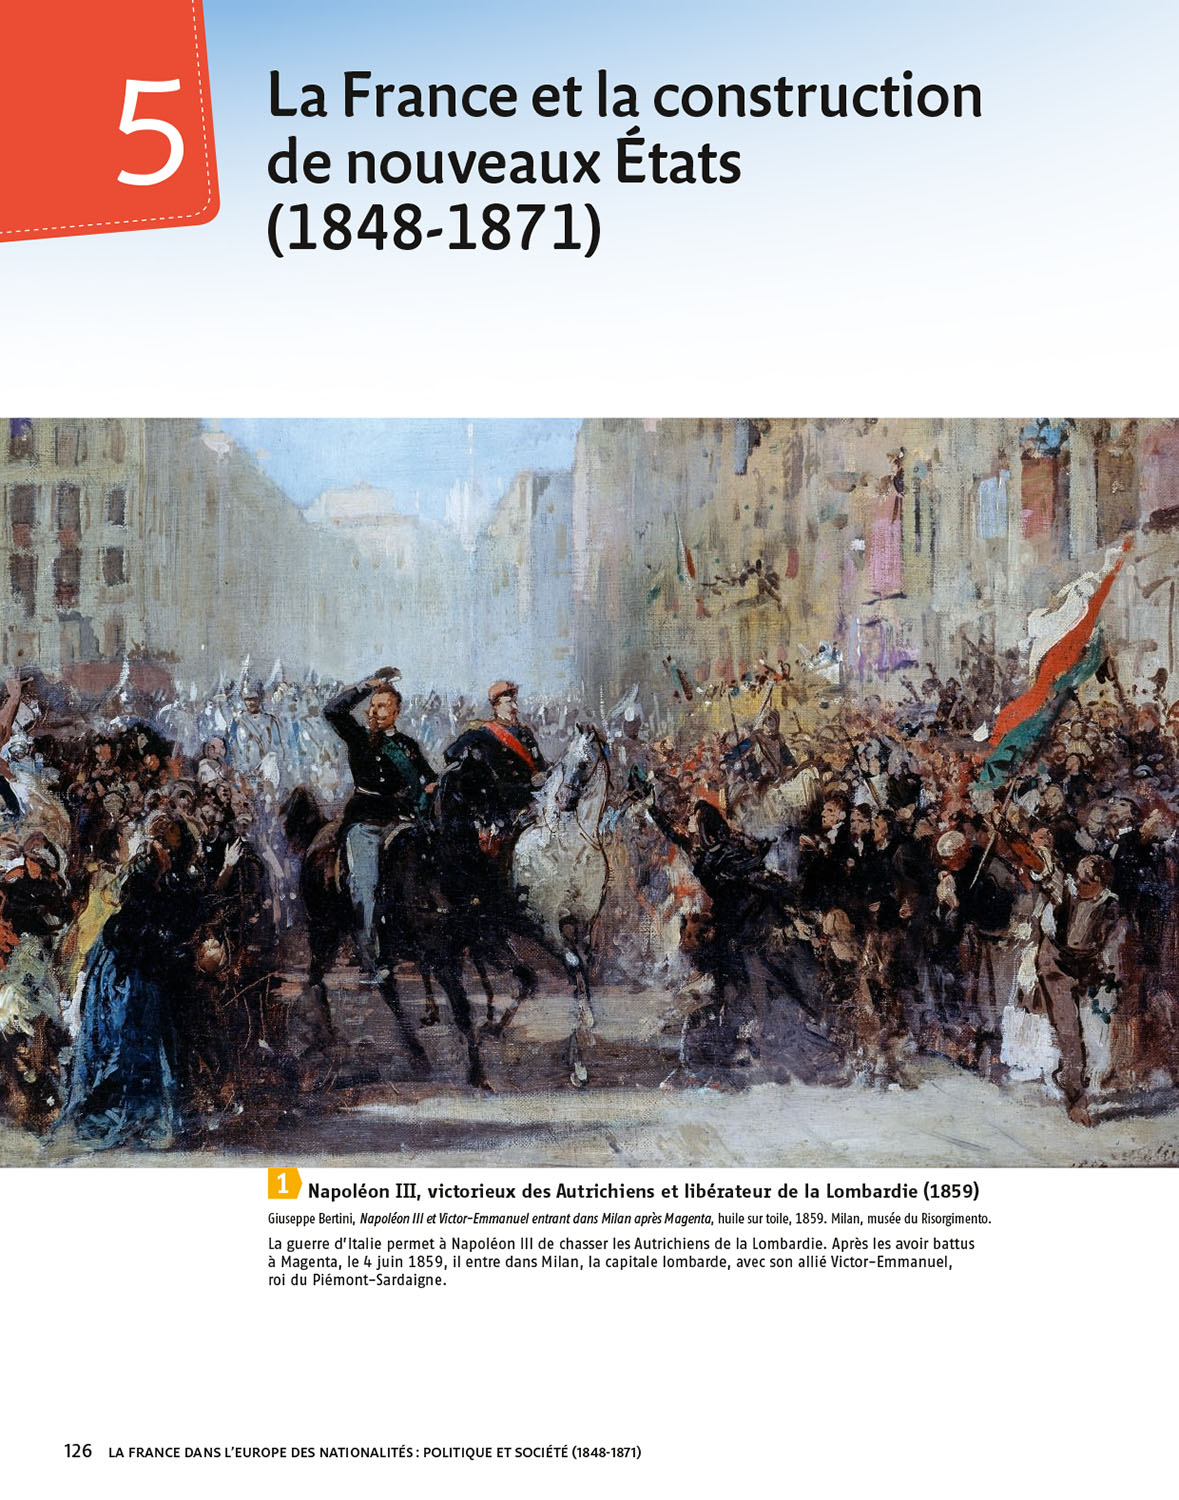 5
La France et la construction
de nouveaux États
(1848-1871)
1 Napoléon III, victorieux des Autrichiens et libérateur de la Lombardie (1859)
Giuseppe Bertini, Napoléon III et Victor-Emmanuel entrant dans Milan après Magenta, huile sur toile, 1859. Milan, musée du Risorgimento.
La guerre d'Italie permet à Napoléon III de chasser les Autrichiens de la Lombardie. Après les avoir battus
à Magenta, le 4 juin 1859, il entre dans Milan, la capitale lombarde, avec son allié Victor-Emmanuel,
roi du Piémont-Sardaigne.
126 LA FRANCE DANS L'EUROPE DES NATIONALITÉS : POLITIQUE ET SOCIÉTÉ (1848-1871)